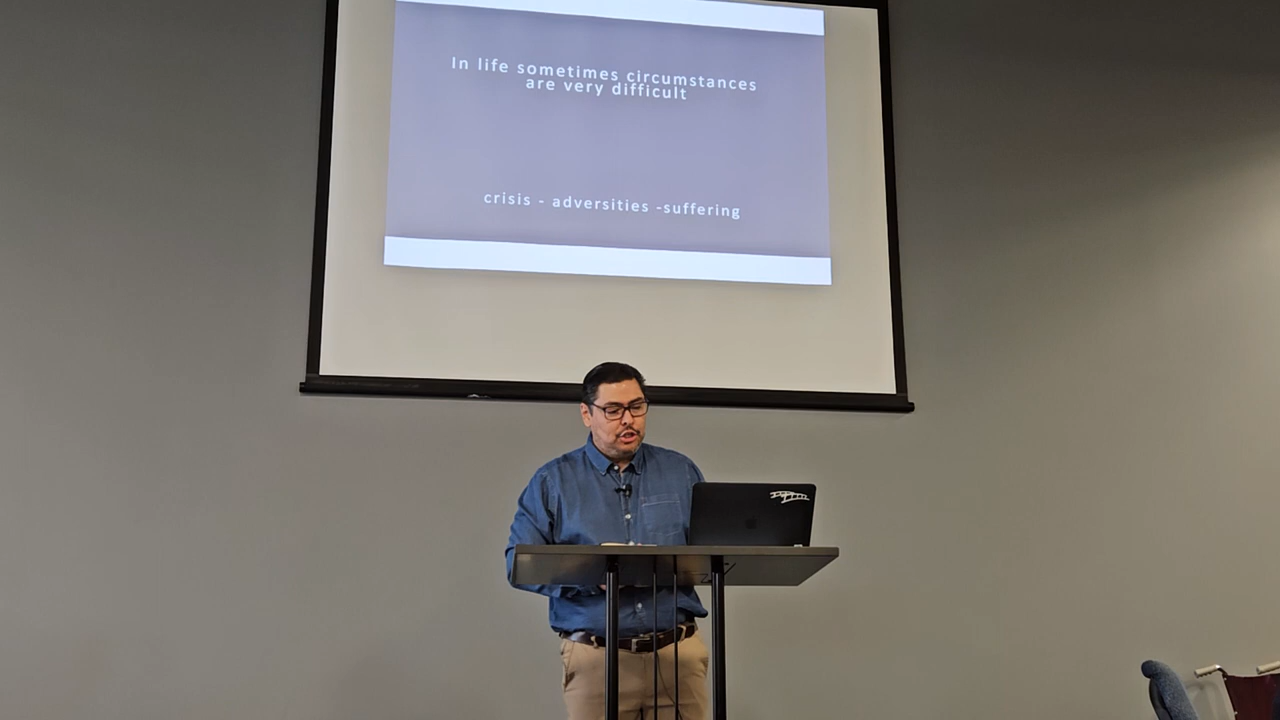 In life sometimes circumstances
are very difficult
crisis - adversities -suffering